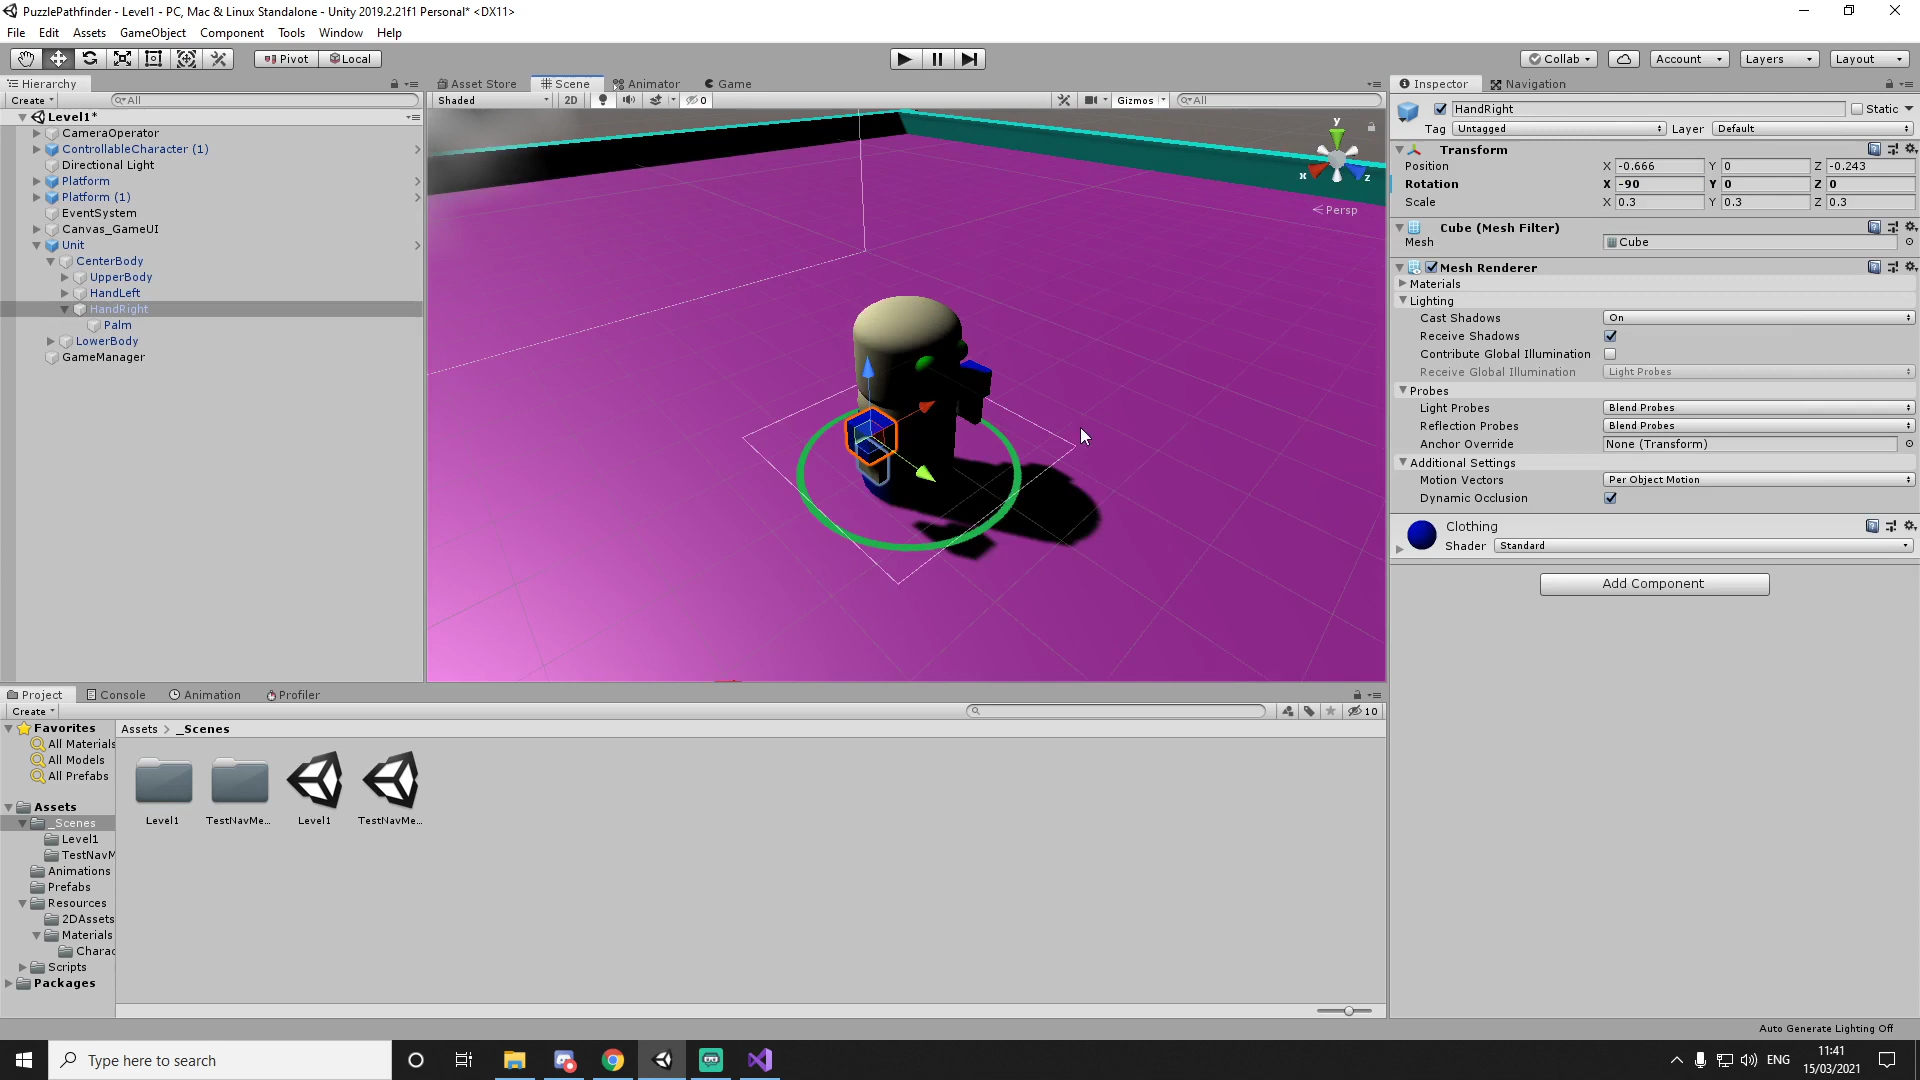 PuzzlePathfinder - Level1 - PC, Mac & Linux Standalone - Unity 2019.2.21f1 Personal* <DX11>
File Edit Assets GameObject Component Tools Window Help
Pivot Local Collab Account Layers Layout
Hierarchy
Create All
Level1*
CameraOperator
ControllableCharacter (1)
Directional Light
Platform
Platform (1)
EventSystem
Canvas_GameUI
Unit
CenterBody
UpperBody
HandLeft
HandRight
Palm
LowerBody
GameManager
Asset Store Scene Animator Game
Shaded 2D 0 Gizmos All
y
x z
Persp
Inspector Navigation
HandRight Static
Tag Untagged Layer Default
Transform
Position X -0.666 Y 0 Z -0.243
Rotation X -90 Y 0 Z 0
Scale X 0.3 Y 0.3 Z 0.3
Cube (Mesh Filter)
Mesh Cube
Mesh Renderer
Materials
Lighting
Cast Shadows On
Receive Shadows
Contribute Global Illumination
Receive Global Illumination Light Probes
Probes
Light Probes Blend Probes
Reflection Probes Blend Probes
Anchor Override None (Transform)
Additional Settings
Motion Vectors Per Object Motion
Dynamic Occlusion
Clothing
Shader Standard
Add Component
Project Console Animation Profiler
Create 10
Favorites
All Materials
All Models
All Prefabs
Assets
_Scenes
Level1
TestNavM
Animations
Prefabs
Resources
2DAssets
Materials
Charac
Scripts
Packages
Assets > _Scenes
Level1 TestNavMe... Level1 TestNavMe...
Auto Generate Lighting Off
Type here to search
ENG
11:41
15/03/2021